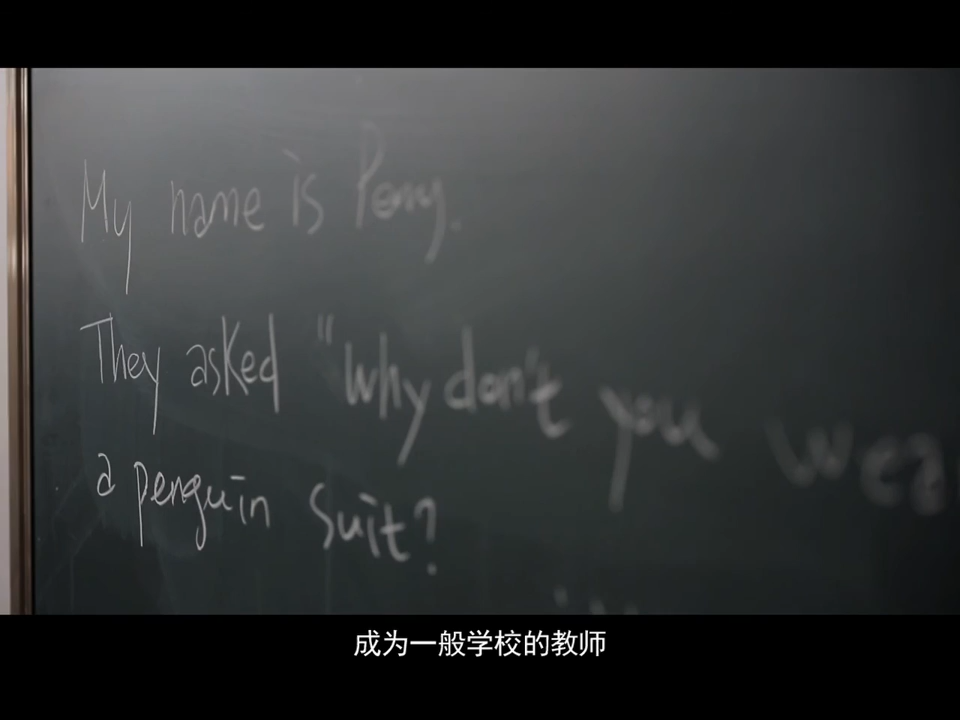 My name is Pony.
They asked "Why don't you wea
a penguin suit?
成为一般学校的教师